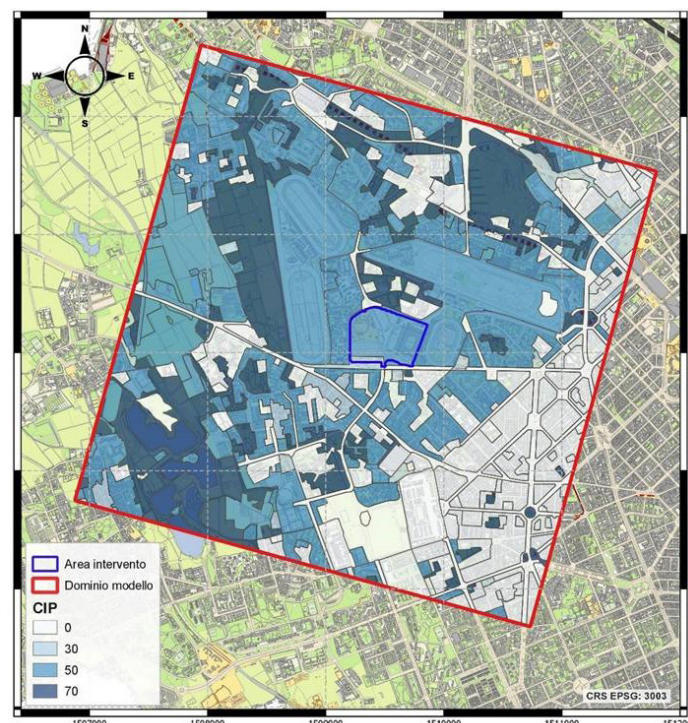 N
W E
S
Area intervento
Dominio modello
CIP
0
30
50
70
CRS EPSG: 3003